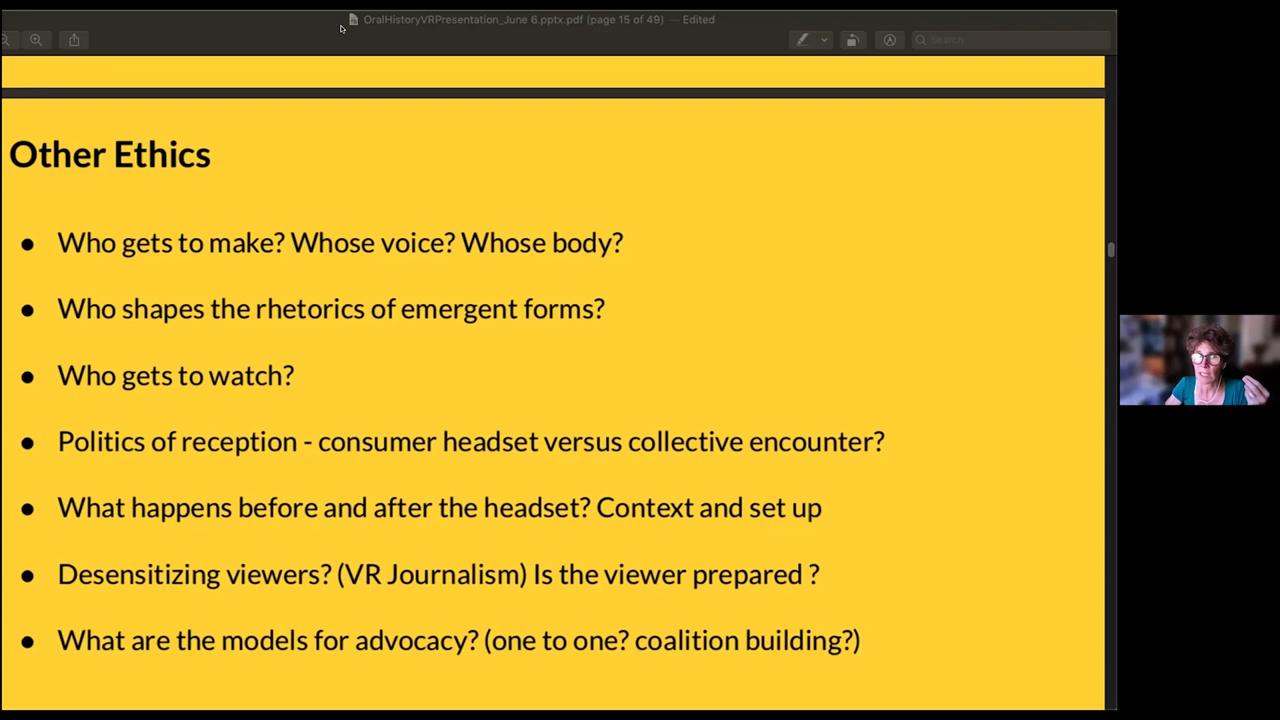 OralHistoryVRPresentation_June 6.pptx.pdf (page 15 of 49) — Edited
Search
Other Ethics
● Who gets to make? Whose voice? Whose body?
● Who shapes the rhetorics of emergent forms?
● Who gets to watch?
● Politics of reception - consumer headset versus collective encounter?
● What happens before and after the headset? Context and set up
● Desensitizing viewers? (VR Journalism) Is the viewer prepared ?
● What are the models for advocacy? (one to one? coalition building?)